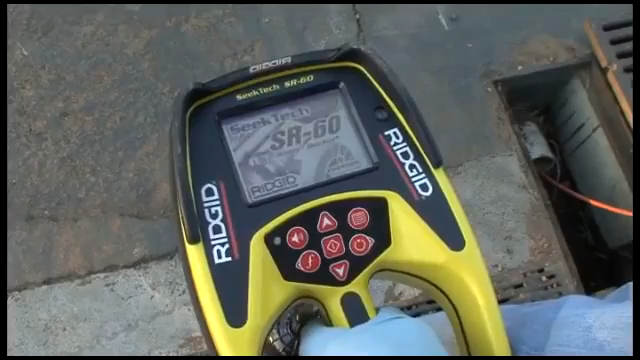 RIDGID
SeekTech SR-60
SeekTech
SR-60
RIDGID
RIDGID
RIDGID
f